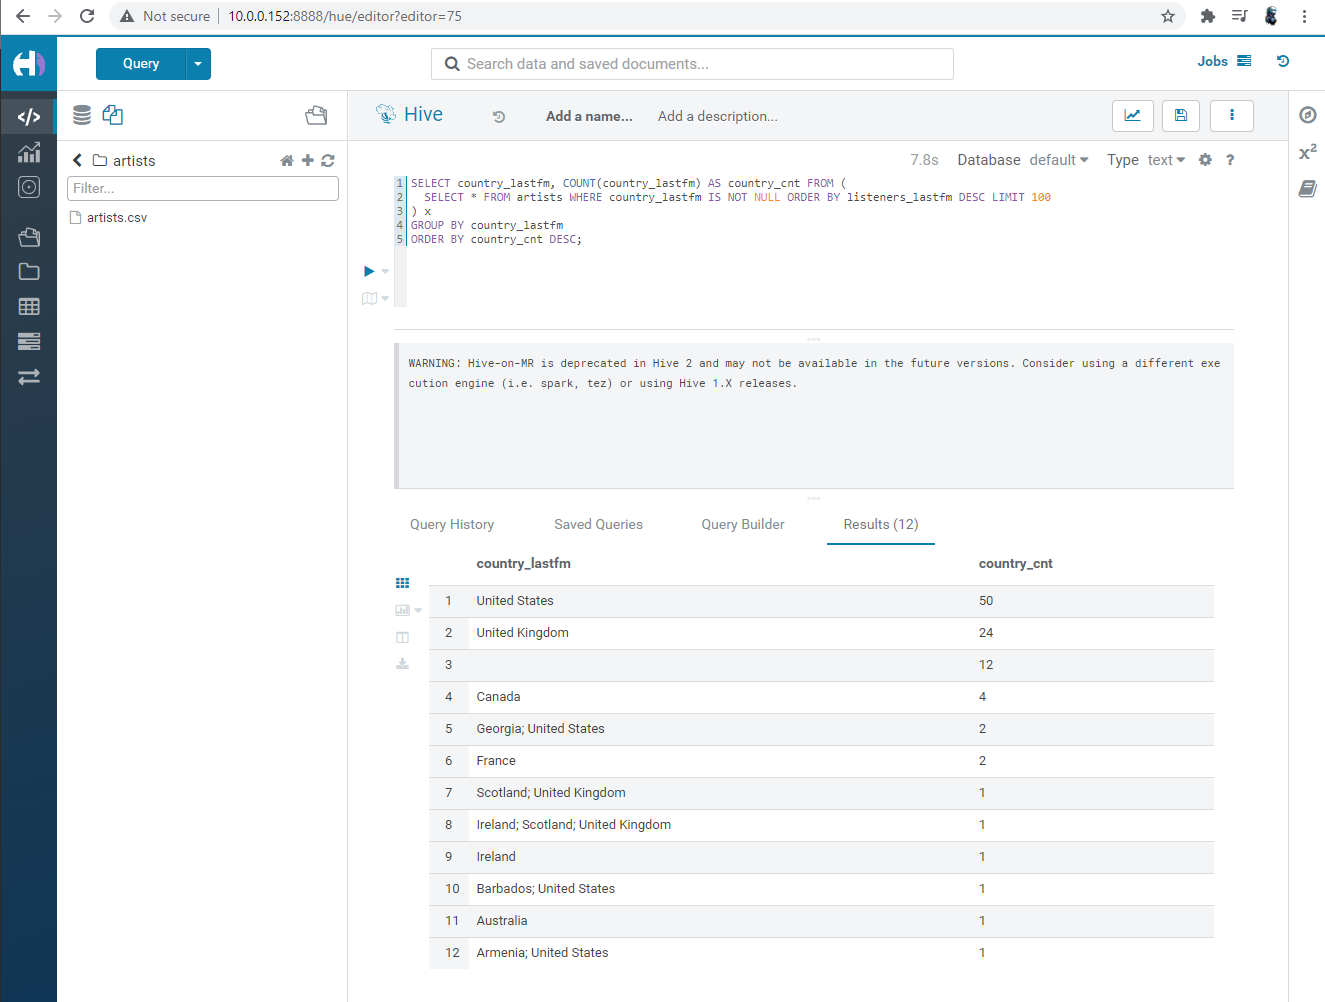 Not secure | 10.0.0.152:8888/hue/editor?editor=75
Query
Search data and saved documents...
Jobs
</>
Hive
Add a name...
Add a description...
artists
Filter...
artists.csv
7.8s Database default Type text ?
x²
1 SELECT country_lastfm, COUNT(country_lastfm) AS country_cnt FROM (
2 SELECT * FROM artists WHERE country_lastfm IS NOT NULL ORDER BY listeners_lastfm DESC LIMIT 100
3 ) x
4 GROUP BY country_lastfm
5 ORDER BY country_cnt DESC;
WARNING: Hive-on-MR is deprecated in Hive 2 and may not be available in the future versions. Consider using a different exe
cution engine (i.e. spark, tez) or using Hive 1.X releases.
Query History Saved Queries Query Builder Results (12)
country_lastfm country_cnt
1 United States 50
2 United Kingdom 24
3 12
4 Canada 4
5 Georgia; United States 2
6 France 2
7 Scotland; United Kingdom 1
8 Ireland; Scotland; United Kingdom 1
9 Ireland 1
10 Barbados; United States 1
11 Australia 1
12 Armenia; United States 1